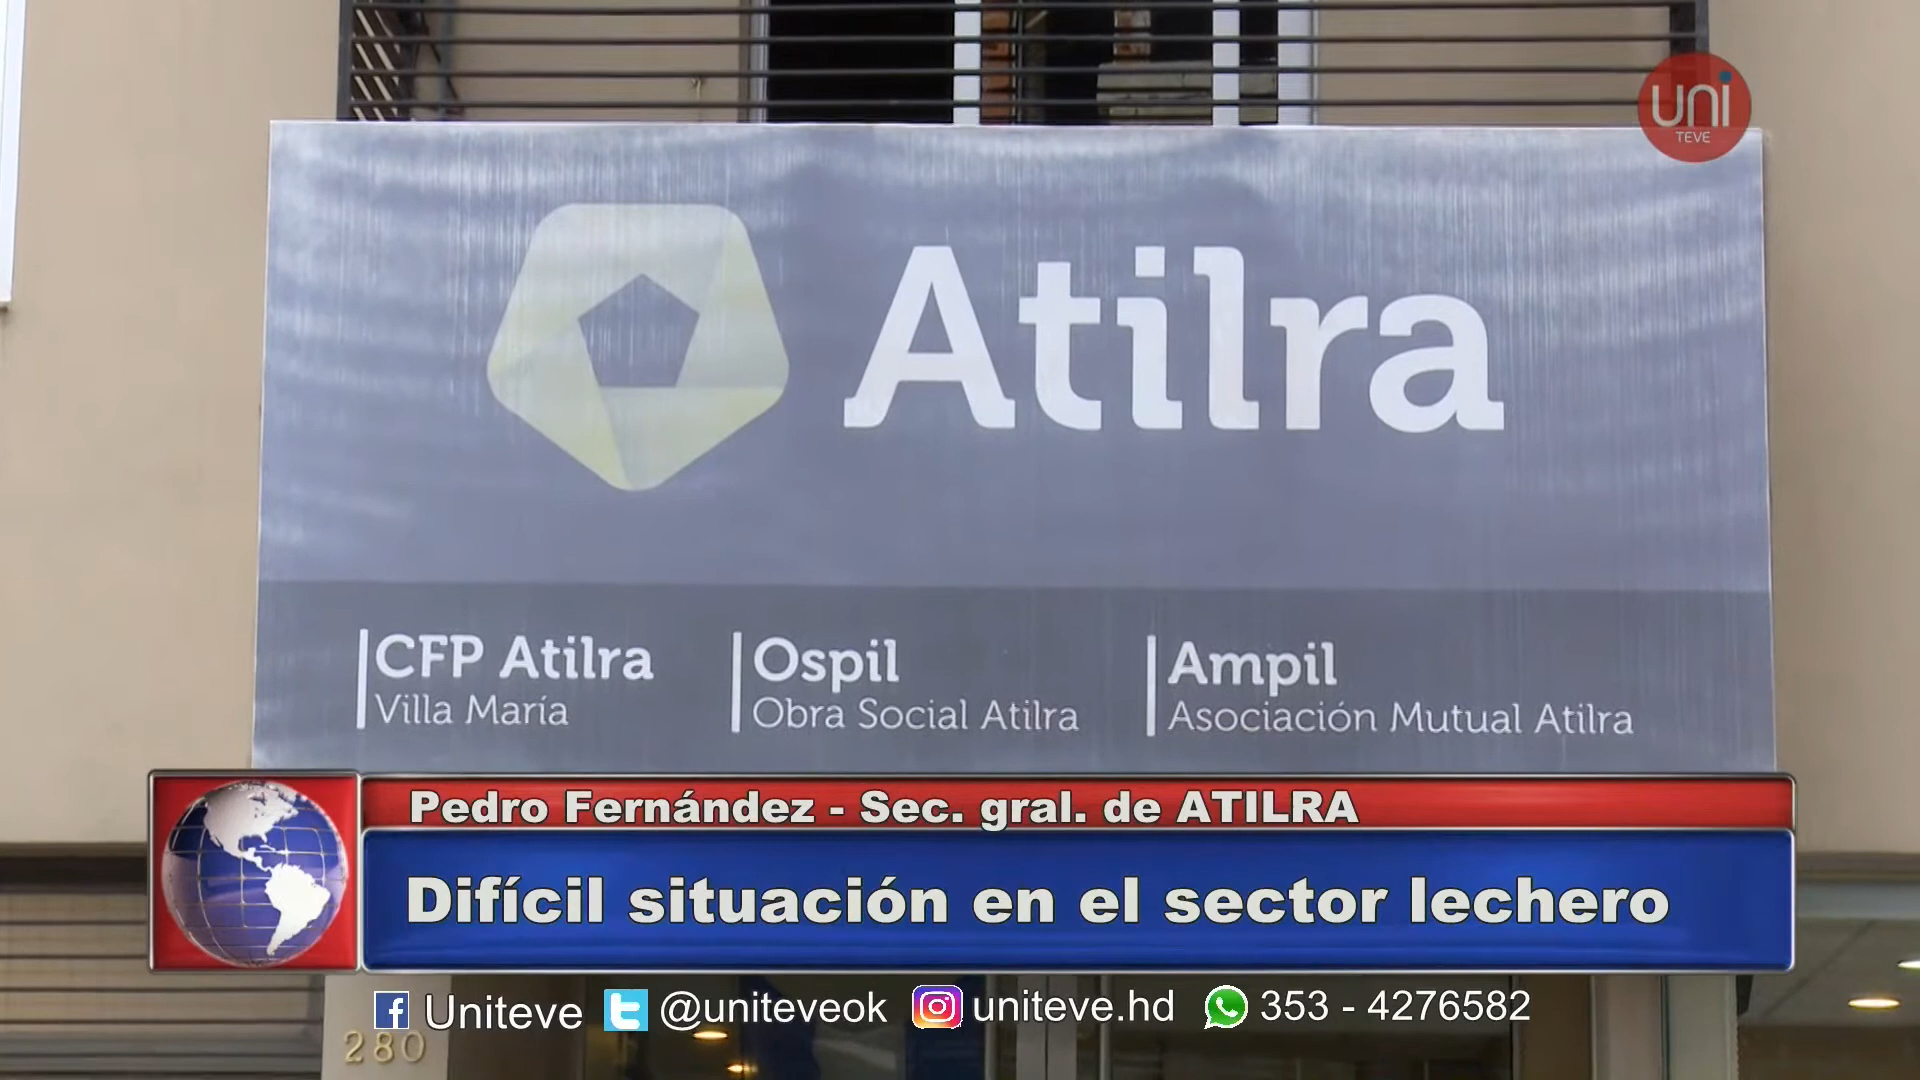 uni
TEVE
Atilra
CFP Atilra
Villa María
Ospil
Obra Social Atilra
Ampil
Asociación Mutual Atilra
Pedro Fernández - Sec. gral. de ATILRA
Difícil situación en el sector lechero
Uniteve @uniteveok uniteve.hd 353 - 4276582
280